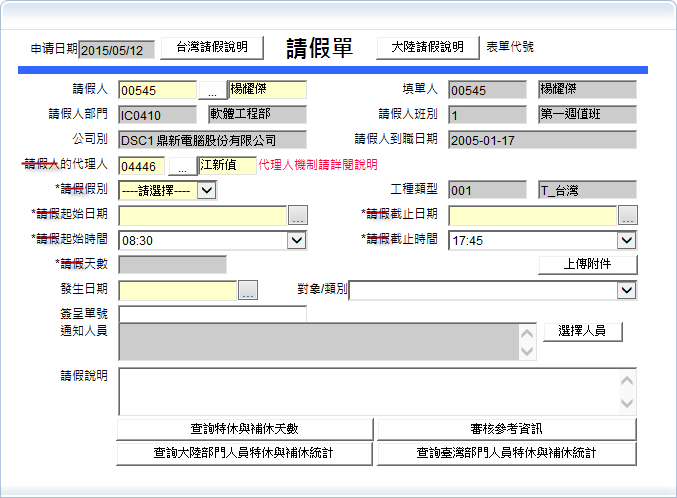 申请日期 2015/05/12 台灣請假說明 請假單 大陸請假說明 表單代號
請假人 00545 ... 楊耀傑 填單人 00545 楊耀傑
請假人部門 IC0410 軟體工程部 請假人班別 1 第一週值班
公司別 DSC1 鼎新電腦股份有限公司 請假人到職日期 2005-01-17
請假人的代理人 04446 ... 江新偵 代理人機制請詳閱說明
*請假假別 ----請選擇---- 工種類型 001 T_台灣
*請假起始日期 ... *請假截止日期 ...
*請假起始時間 08:30 *請假截止時間 17:45
*請假天數 上傳附件
發生日期 ... 對象/類別
簽呈單號
通知人員 選擇人員
請假說明
查詢特休與補休天數 審核參考資訊
查詢大陸部門人員特休與補休統計 查詢臺灣部門人員特休與補休統計